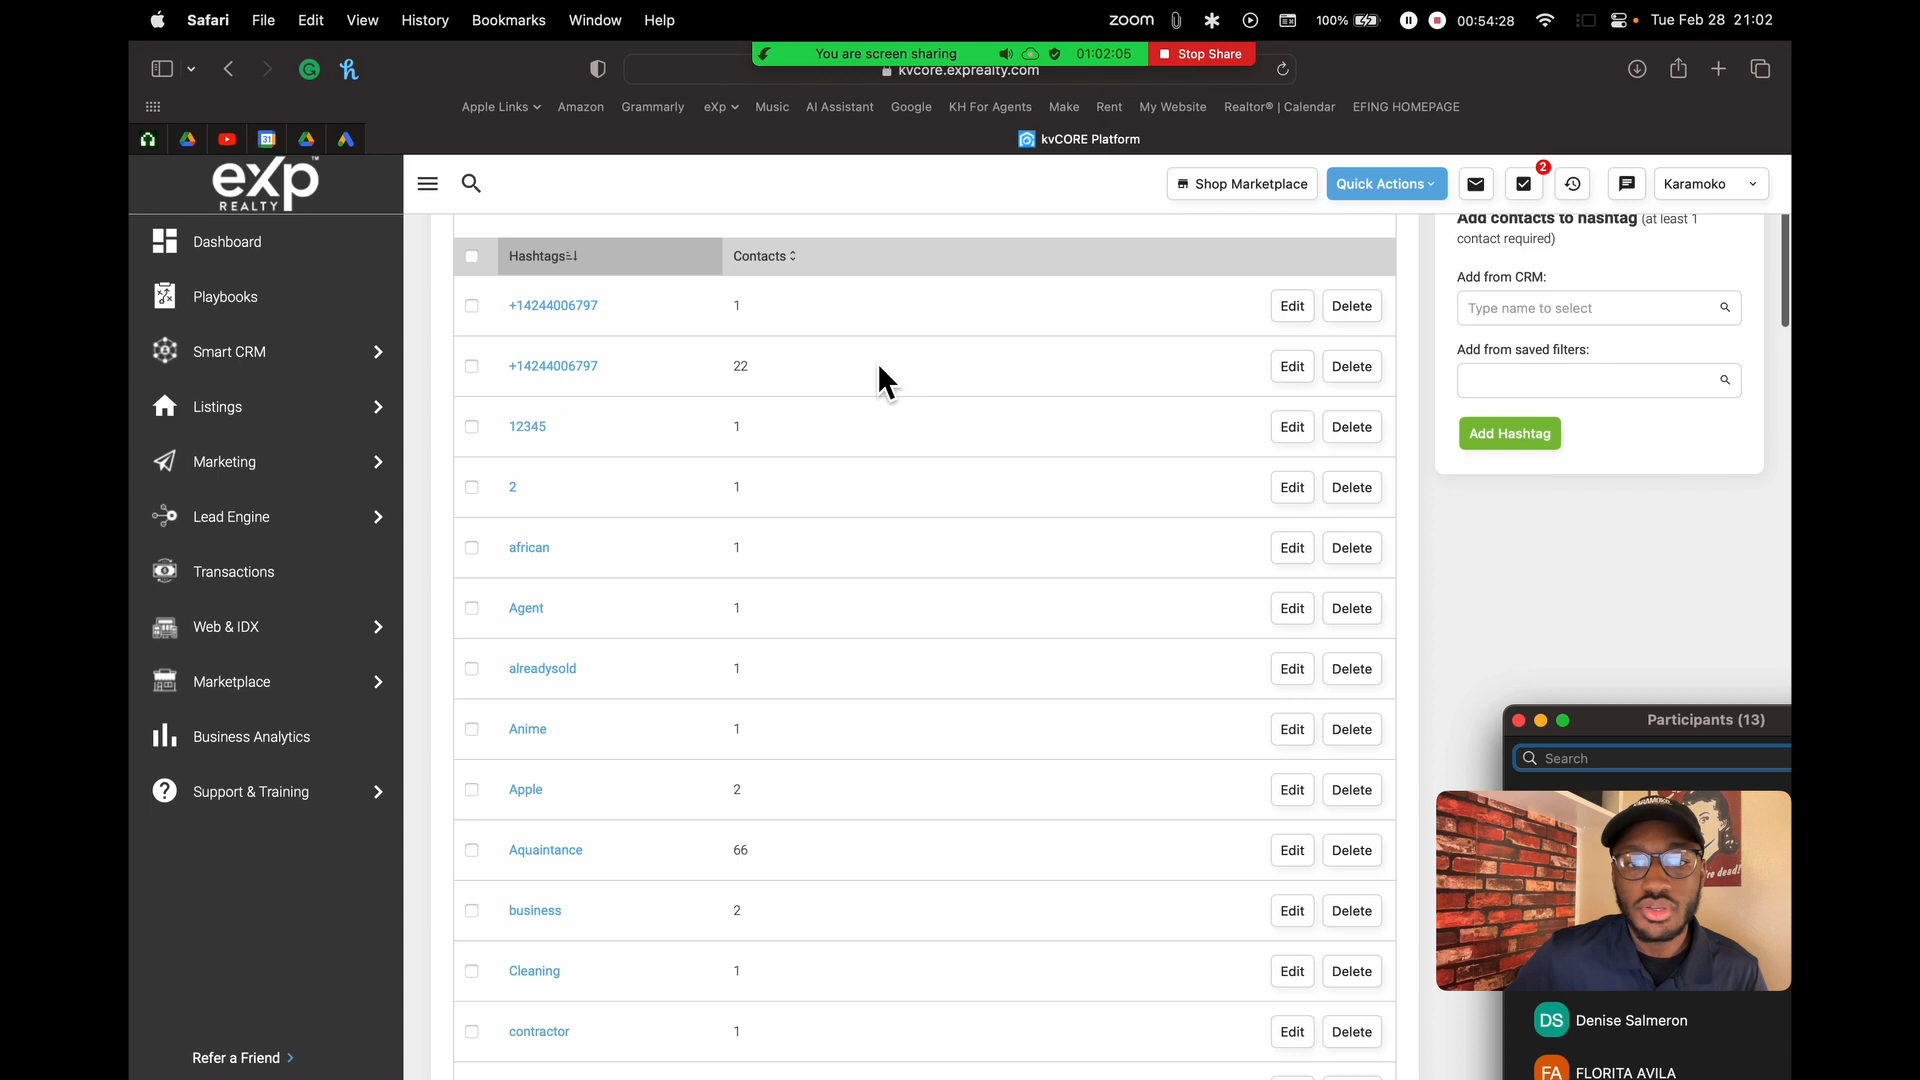 Safari File Edit View History Bookmarks Window Help
zoom 100% 00:54:28 Tue Feb 28 21:02
You are screen sharing 01:02:05 Stop Share
kvcore.exprealty.com
Apple Links Amazon Grammarly eXp Music AI Assistant Google KH For Agents Make Rent My Website Realtor® | Calendar EFING HOMEPAGE
31
kvCORE Platform
eXp™
REALTY
Shop Marketplace
Quick Actions
2
Karamoko
Dashboard
Playbooks
Smart CRM
Listings
Marketing
Lead Engine
Transactions
Web & IDX
Marketplace
Business Analytics
Support & Training
Refer a Friend
Hashtags Contacts
+14244006797 1 Edit Delete
+14244006797 22 Edit Delete
12345 1 Edit Delete
2 1 Edit Delete
african 1 Edit Delete
Agent 1 Edit Delete
alreadysold 1 Edit Delete
Anime 1 Edit Delete
Apple 2 Edit Delete
Aquaintance 66 Edit Delete
business 2 Edit Delete
Cleaning 1 Edit Delete
contractor 1 Edit Delete
Add contacts to hashtag (at least 1
contact required)
Add from CRM:
Type name to select
Add from saved filters:
Add Hashtag
Participants (13)
Search
KARAMOKO
're dead!
DS Denise Salmeron
FA FLORITA AVILA